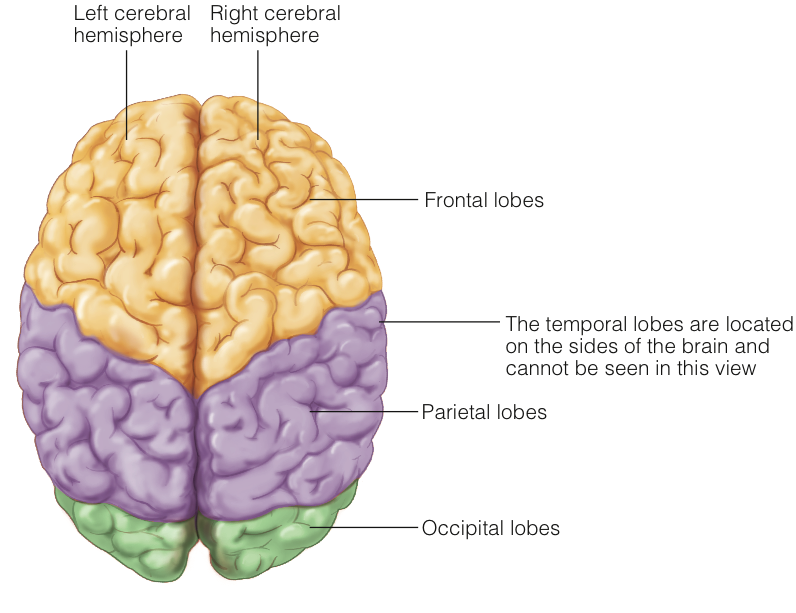 Left cerebral
hemisphere
Right cerebral
hemisphere
Frontal lobes
The temporal lobes are located
on the sides of the brain and
cannot be seen in this view
Parietal lobes
Occipital lobes